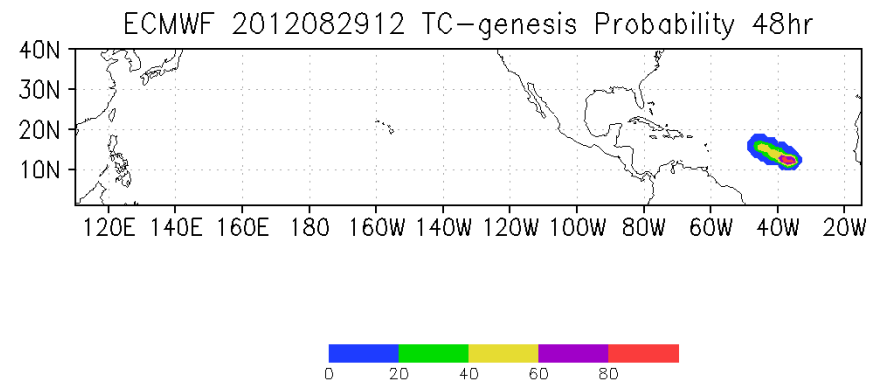 ECMWF 2012082912 TC-genesis Probability 48hr
40N
30N
20N
10N
120E 140E 160E 180 160W 140W 120W 100W 80W 60W 40W 20W
0 20 40 60 80